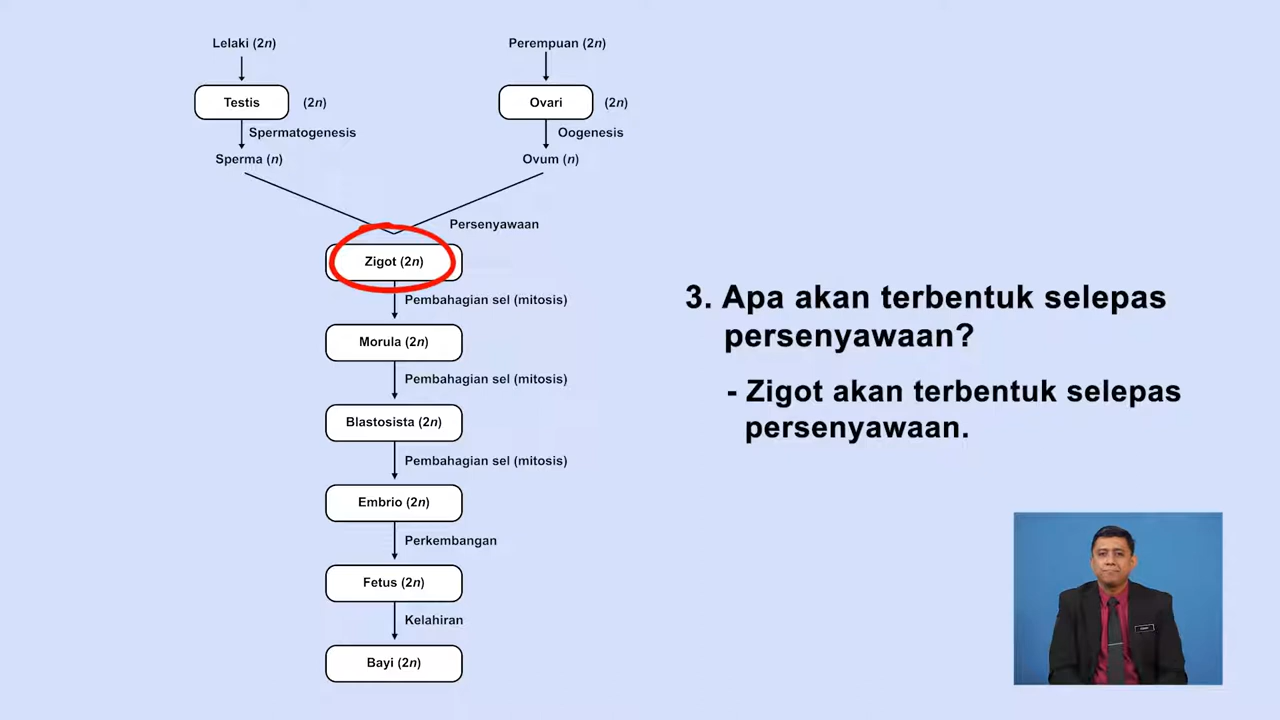 Lelaki (2n)
Perempuan (2n)
Testis
(2n)
Ovari
(2n)
Spermatogenesis
Oogenesis
Sperma (n)
Ovum (n)
Persenyawaan
Zigot (2n)
Pembahagian sel (mitosis)
Morula (2n)
Pembahagian sel (mitosis)
Blastosista (2n)
Pembahagian sel (mitosis)
Embrio (2n)
Perkembangan
Fetus (2n)
Kelahiran
Bayi (2n)
3. Apa akan terbentuk selepas
persenyawaan?
- Zigot akan terbentuk selepas
persenyawaan.